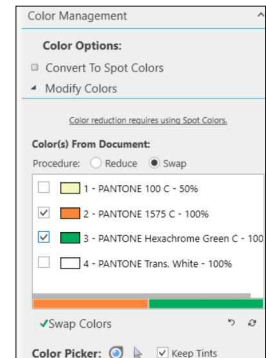 Color Management
Color Options:
Convert To Spot Colors
Modify Colors
Color reduction requires using Spot Colors.
Color(s) From Document:
Procedure: Reduce Swap
1 - PANTONE 100 C - 50%
2 - PANTONE 1575 C - 100%
3 - PANTONE Hexachrome Green C - 100
4 - PANTONE Trans. White - 100%
Swap Colors
Color Picker: Keep Tints